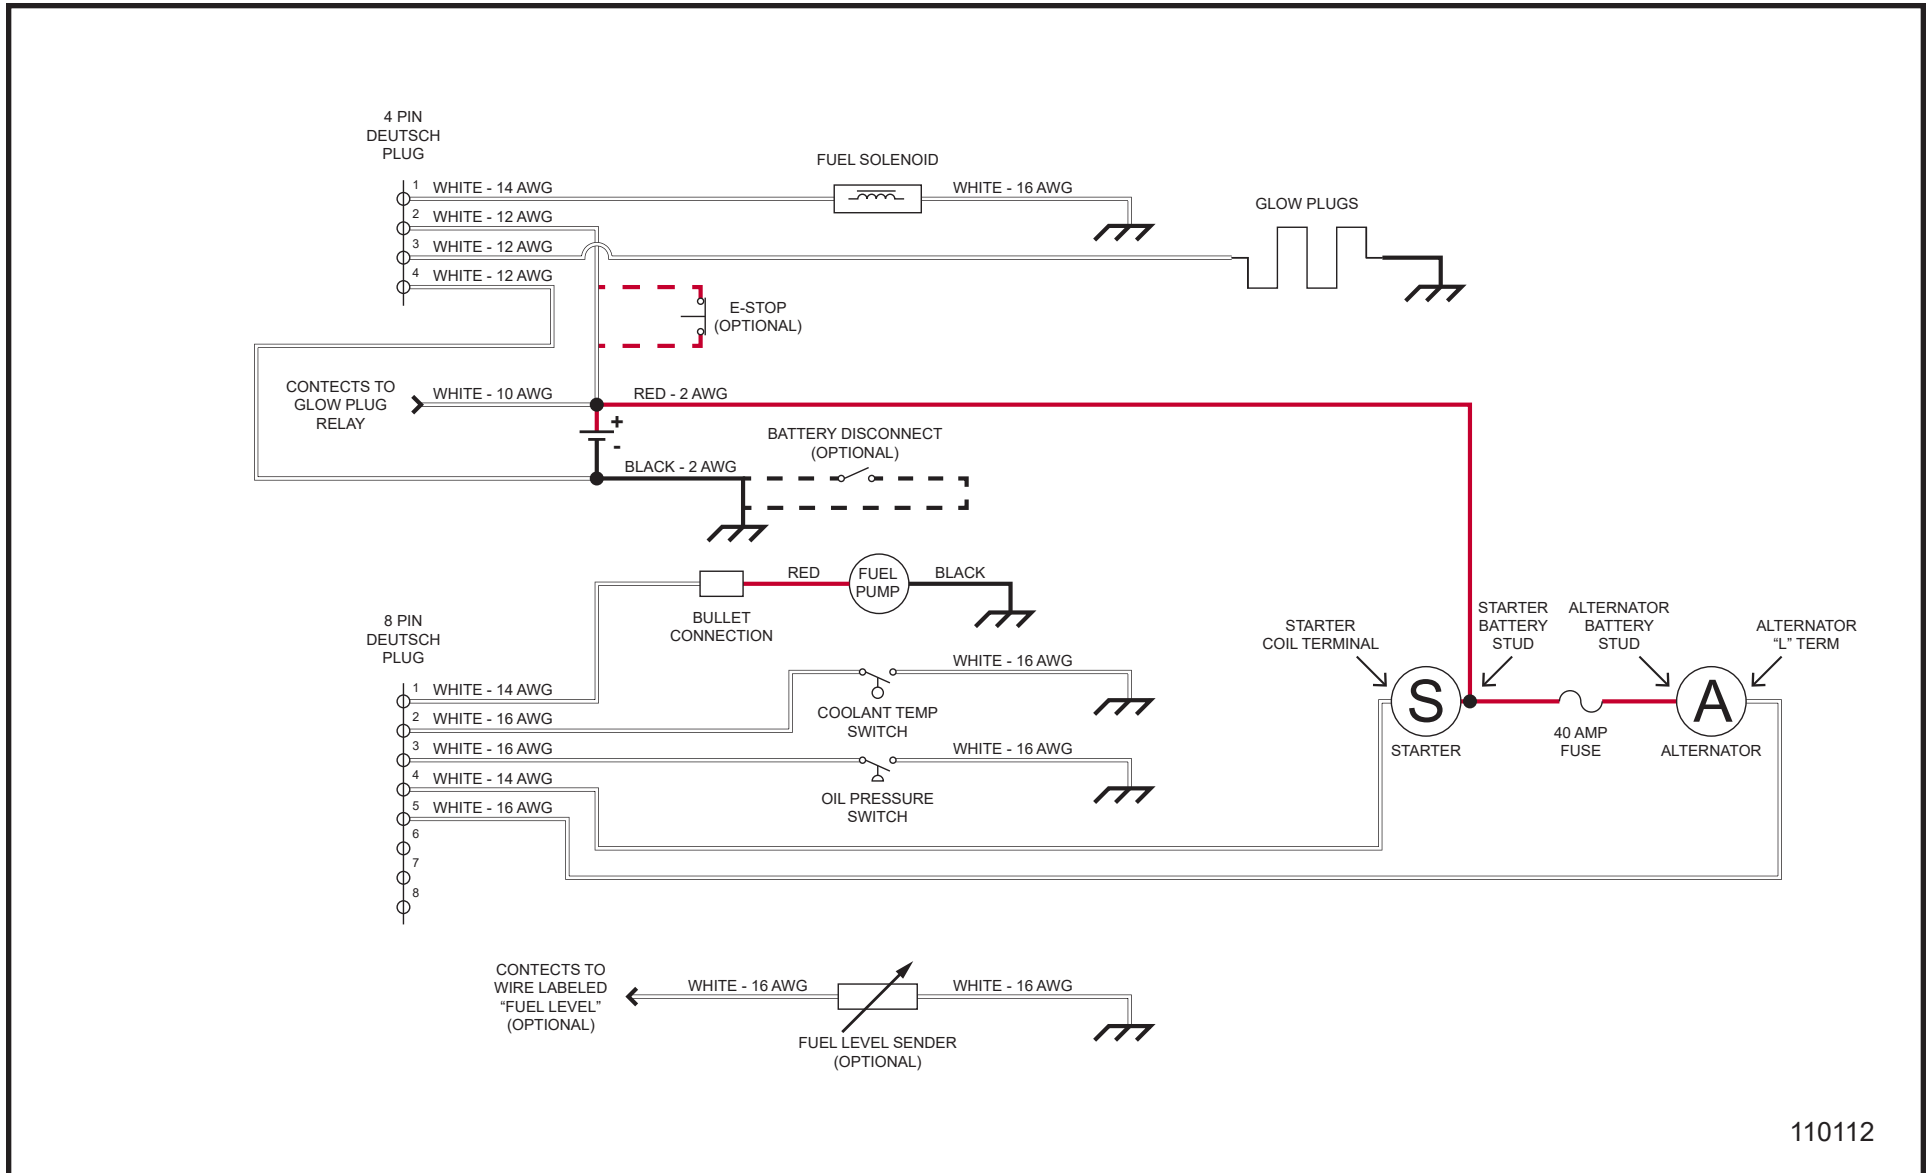 4 PIN
DEUTSCH
PLUG
FUEL SOLENOID
1 WHITE - 14 AWG
WHITE - 16 AWG
2 WHITE - 12 AWG
GLOW PLUGS
3 WHITE - 12 AWG
4 WHITE - 12 AWG
E-STOP
(OPTIONAL)
CONTECTS TO
GLOW PLUG
RELAY
WHITE - 10 AWG
RED - 2 AWG
+
-
BATTERY DISCONNECT
(OPTIONAL)
BLACK - 2 AWG
RED
FUEL
PUMP
BLACK
BULLET
CONNECTION
8 PIN
DEUTSCH
PLUG
STARTER
COIL TERMINAL
STARTER
BATTERY
STUD
ALTERNATOR
BATTERY
STUD
ALTERNATOR
“L” TERM
1 WHITE - 14 AWG
2 WHITE - 16 AWG
3 WHITE - 16 AWG
4 WHITE - 14 AWG
5 WHITE - 16 AWG
6
7
8
WHITE - 16 AWG
COOLANT TEMP
SWITCH
WHITE - 16 AWG
OIL PRESSURE
SWITCH
S
STARTER
40 AMP
FUSE
A
ALTERNATOR
CONTECTS TO
WIRE LABELED
“FUEL LEVEL”
(OPTIONAL)
WHITE - 16 AWG
WHITE - 16 AWG
FUEL LEVEL SENDER
(OPTIONAL)
110112